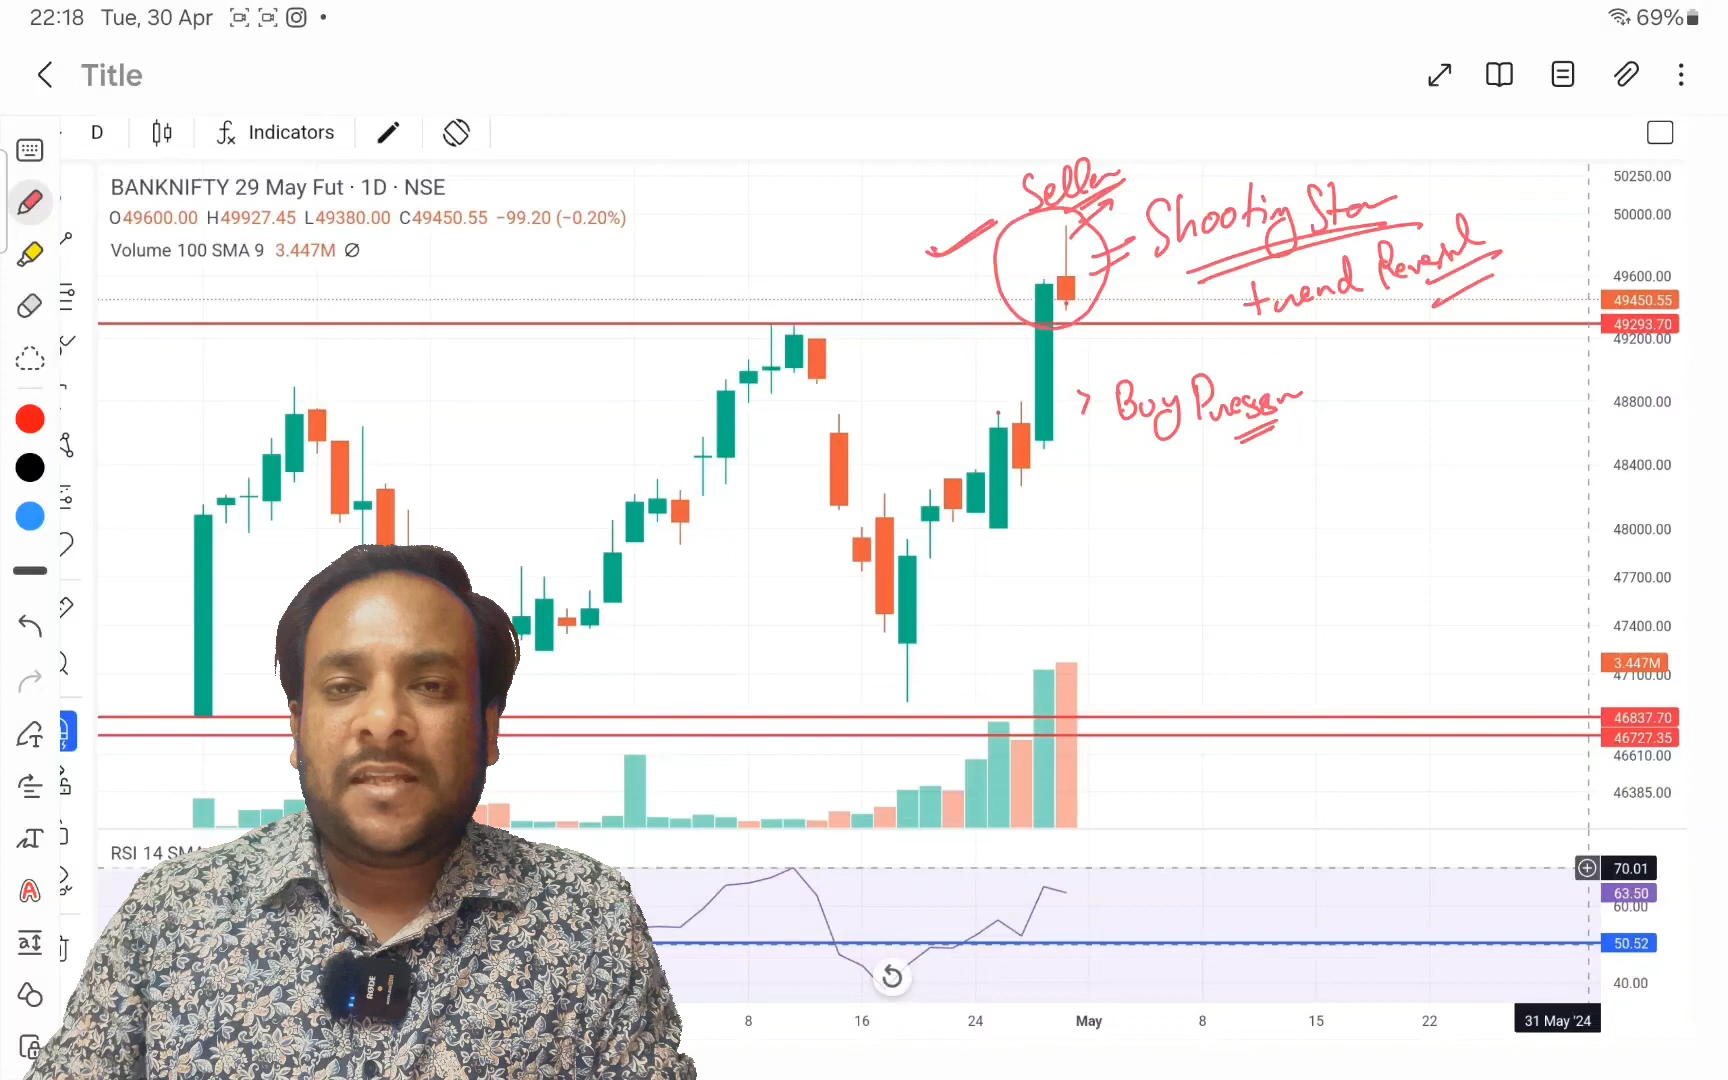 22:18 Tue, 30 Apr 69%
Title
D Indicators
BANKNIFTY 29 May Fut · 1D · NSE
O49600.00 H49927.45 L49380.00 C49450.55 −99.20 (−0.20%)
Volume 100 SMA 9 3.447M Ø
Seller
Shooting Star
trend Reversal
Buy Pressur
50250.00
50000.00
49600.00
49450.55
49293.70
49200.00
48800.00
48400.00
48000.00
47700.00
47400.00
3.447M
47100.00
46837.70
46727.35
46610.00
46385.00
RSI 14 SMA
70.01
63.50
60.00
50.52
40.00
RØDE
8 16 24 May 8 15 22 31 May '24